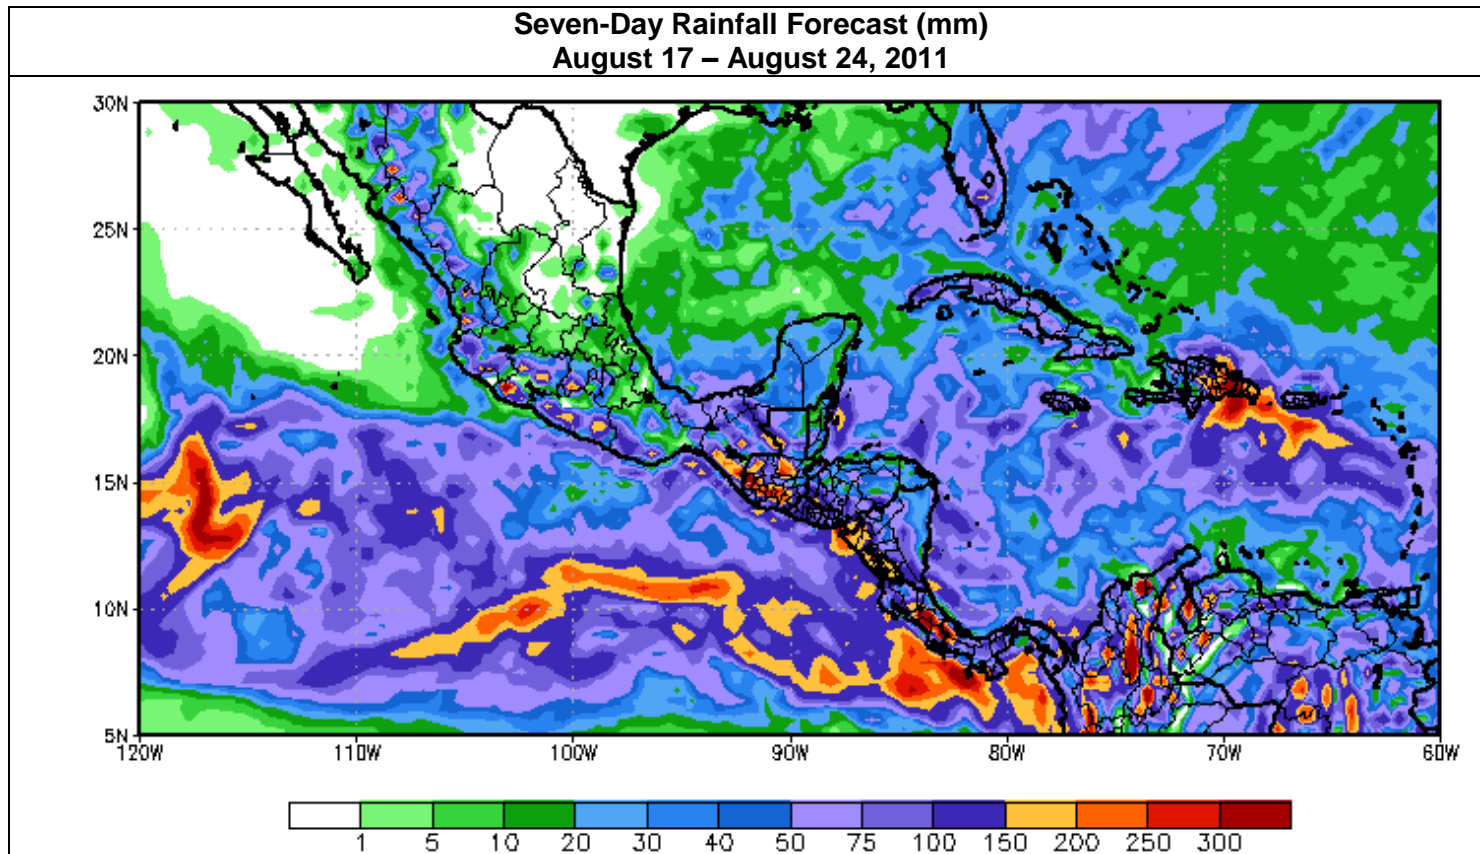 Seven-Day Rainfall Forecast (mm)
August 17 – August 24, 2011
30N
25N
20N
15N
10N
5N
120W 110W 100W 90W 80W 70W 60W
1 5 10 20 30 40 50 75 100 150 200 250 300